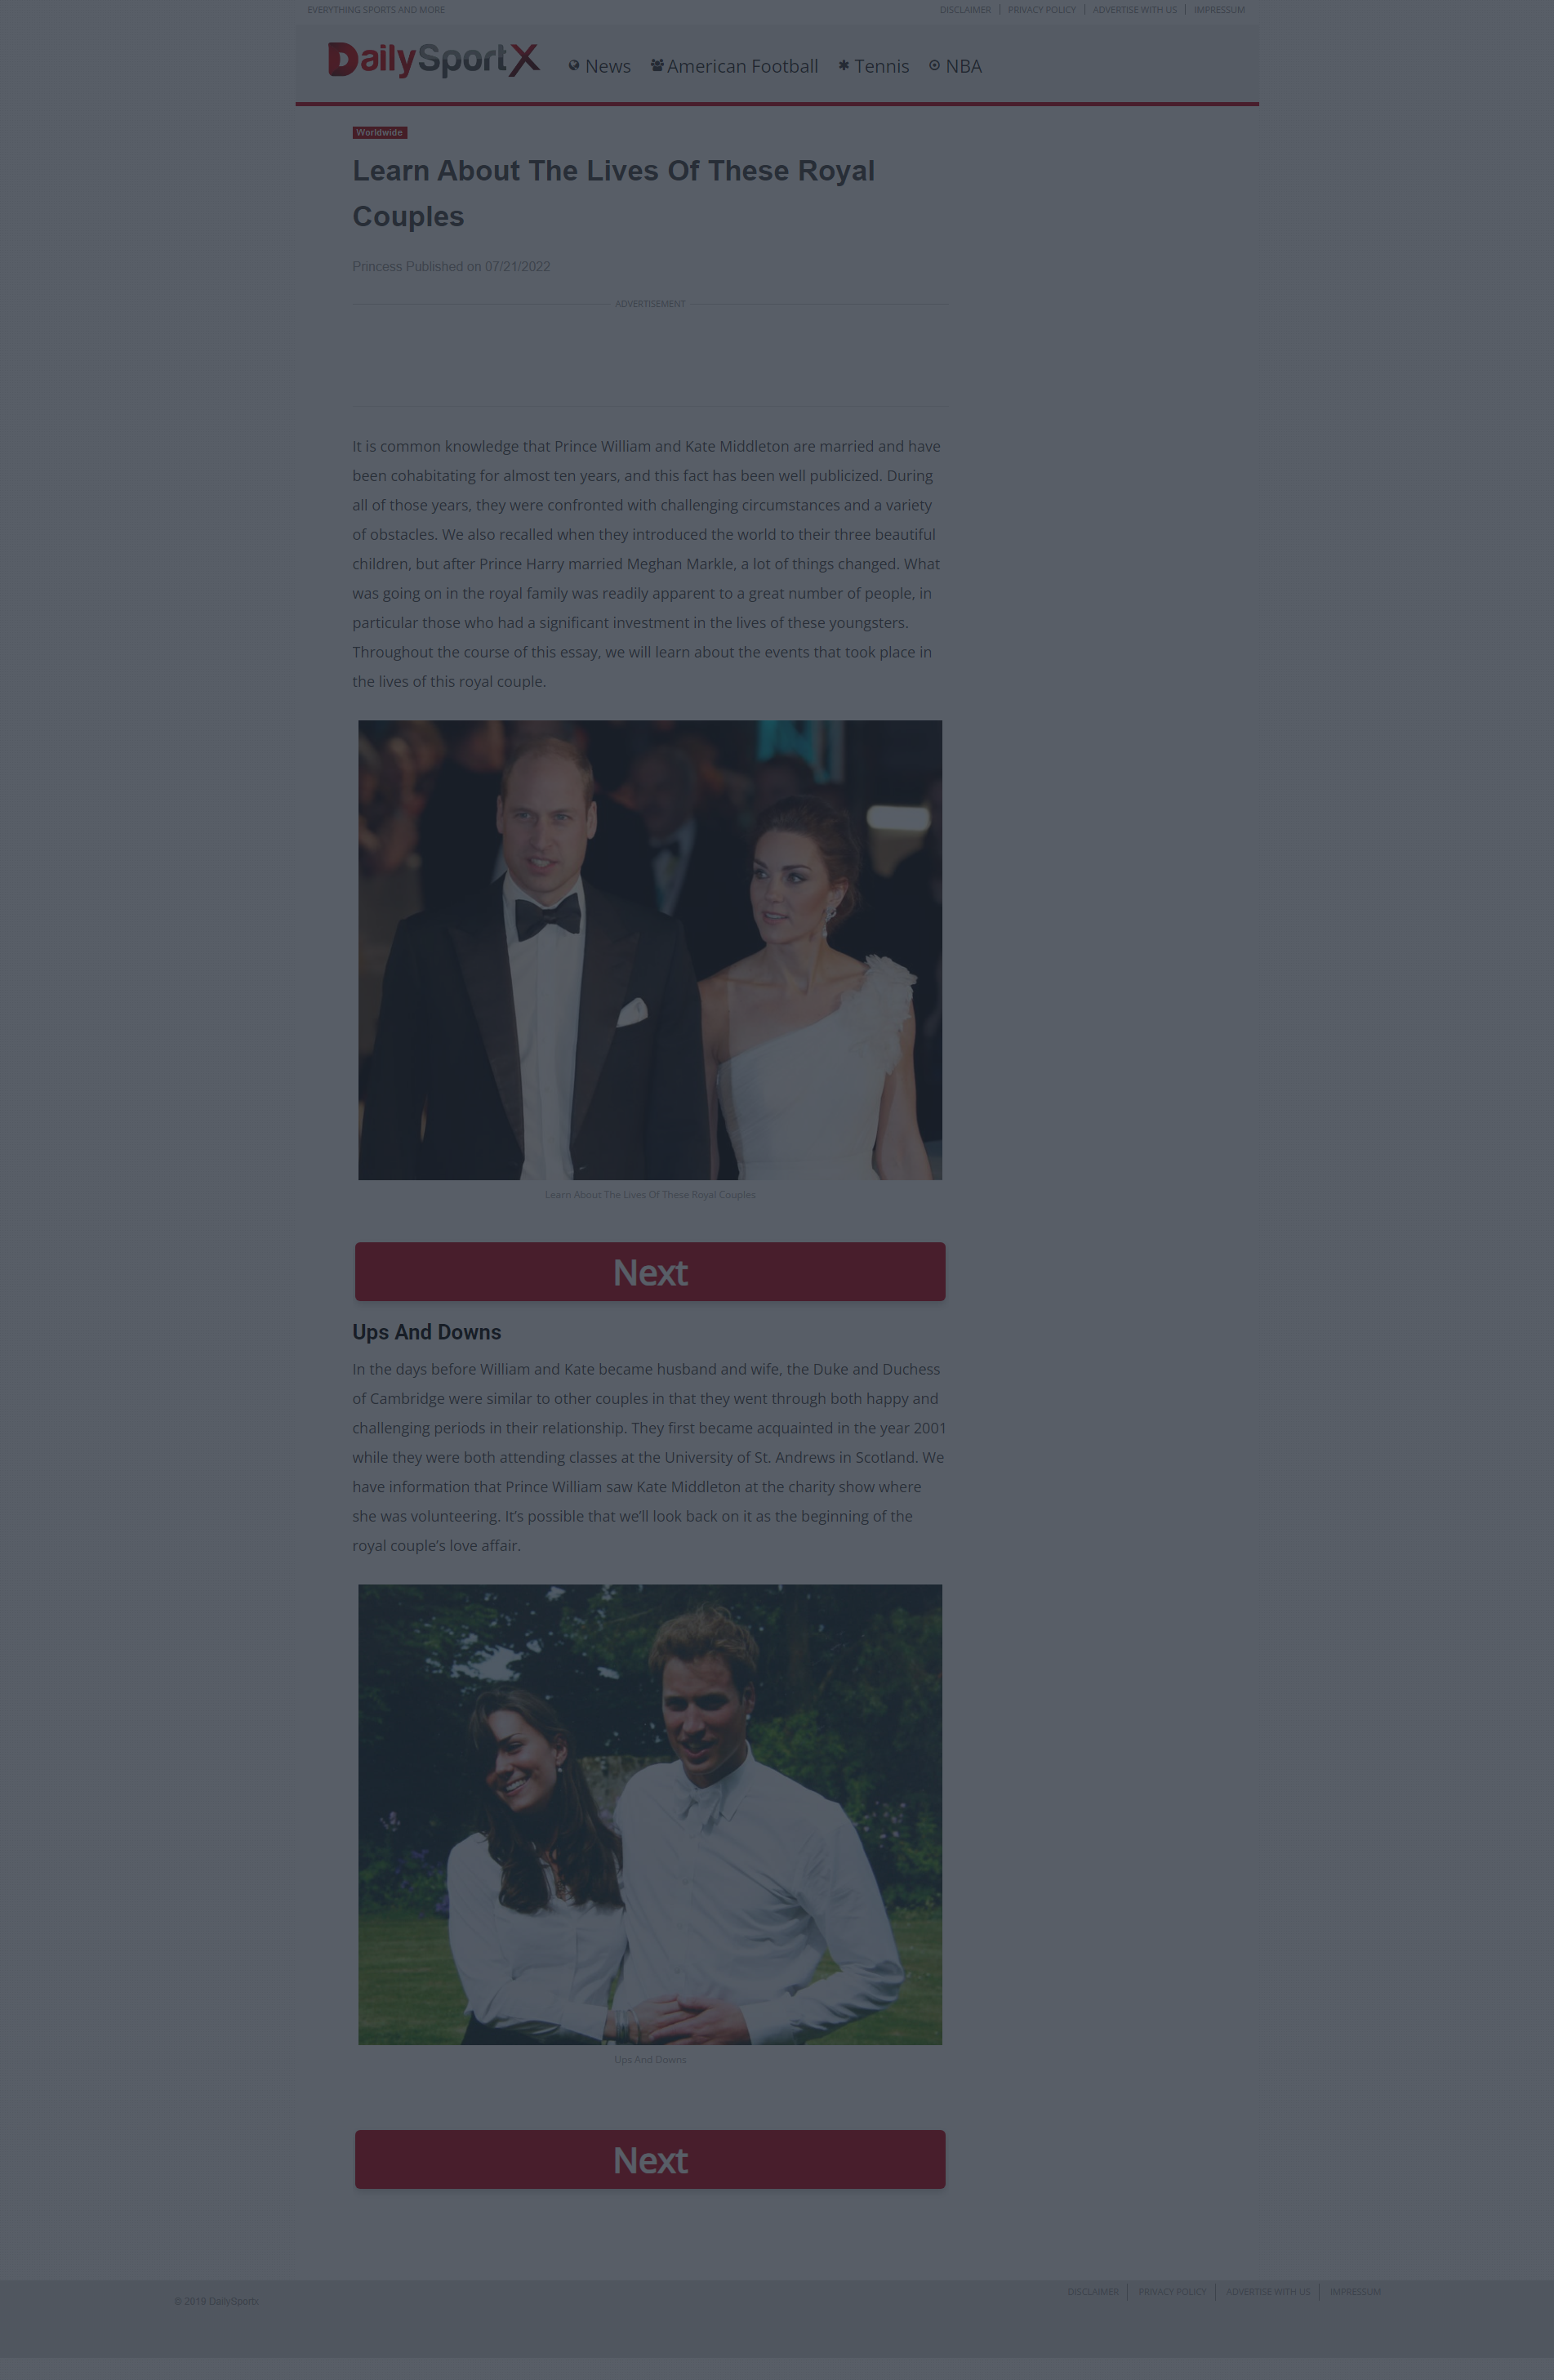 EVERYTHING SPORTS AND MORE
DISCLAIMER
PRIVACY POLICY
ADVERTISE WITH US
IMPRESSUM
DailySportX
News
American Football
Tennis
NBA
Worldwide
Learn About The Lives Of These Royal
Couples
Princess Published on 07/21/2022
ADVERTISEMENT
It is common knowledge that Prince William and Kate Middleton are married and have
been cohabitating for almost ten years, and this fact has been well publicized. During
all of those years, they were confronted with challenging circumstances and a variety
of obstacles. We also recalled when they introduced the world to their three beautiful
children, but after Prince Harry married Meghan Markle, a lot of things changed. What
was going on in the royal family was readily apparent to a great number of people, in
particular those who had a significant investment in the lives of these youngsters.
Throughout the course of this essay, we will learn about the events that took place in
the lives of this royal couple.
Learn About The Lives Of These Royal Couples
Next
Ups And Downs
In the days before William and Kate became husband and wife, the Duke and Duchess
of Cambridge were similar to other couples in that they went through both happy and
challenging periods in their relationship. They first became acquainted in the year 2001
while they were both attending classes at the University of St. Andrews in Scotland. We
have information that Prince William saw Kate Middleton at the charity show where
she was volunteering. It’s possible that we’ll look back on it as the beginning of the
royal couple’s love affair.
Ups And Downs
Next
© 2019 DailySportx
DISCLAIMER
PRIVACY POLICY
ADVERTISE WITH US
IMPRESSUM